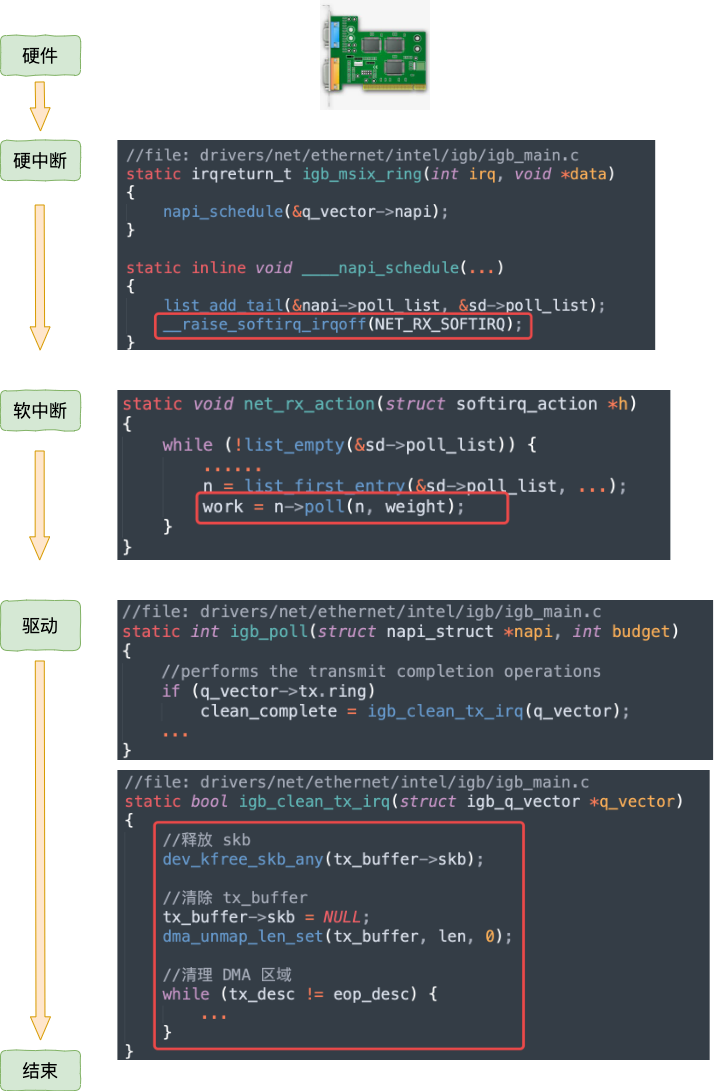 硬件
硬中断
//file: drivers/net/ethernet/intel/igb/igb_main.c
static irqreturn_t igb_msix_ring(int irq, void *data)
{
napi_schedule(&q_vector->napi);
}
static inline void ____napi_schedule(...)
{
list_add_tail(&napi->poll_list, &sd->poll_list);
__raise_softirq_irqoff(NET_RX_SOFTIRQ);
}
软中断
static void net_rx_action(struct softirq_action *h)
{
while (!list_empty(&sd->poll_list)) {
......
n = list_first_entry(&sd->poll_list, ...);
work = n->poll(n, weight);
}
}
驱动
//file: drivers/net/ethernet/intel/igb/igb_main.c
static int igb_poll(struct napi_struct *napi, int budget)
{
//performs the transmit completion operations
if (q_vector->tx.ring)
clean_complete = igb_clean_tx_irq(q_vector);
...
}
//file: drivers/net/ethernet/intel/igb/igb_main.c
static bool igb_clean_tx_irq(struct igb_q_vector *q_vector)
{
//释放 skb
dev_kfree_skb_any(tx_buffer->skb);
//清除 tx_buffer
tx_buffer->skb = NULL;
dma_unmap_len_set(tx_buffer, len, 0);
//清理 DMA 区域
while (tx_desc != eop_desc) {
...
}
}
结束